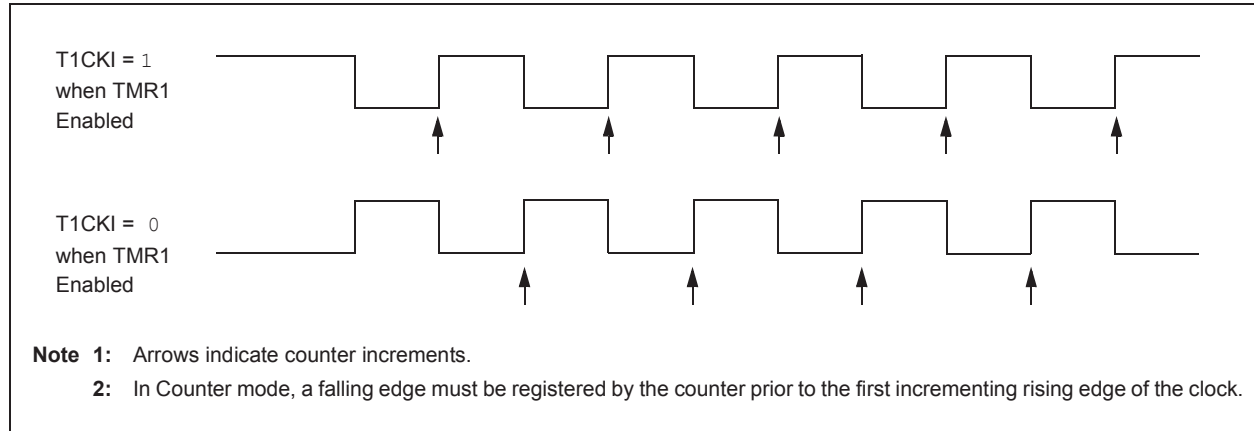 T1CKI = 1
when TMR1
Enabled
T1CKI = 0
when TMR1
Enabled
Note 1: Arrows indicate counter increments.
2: In Counter mode, a falling edge must be registered by the counter prior to the first incrementing rising edge of the clock.